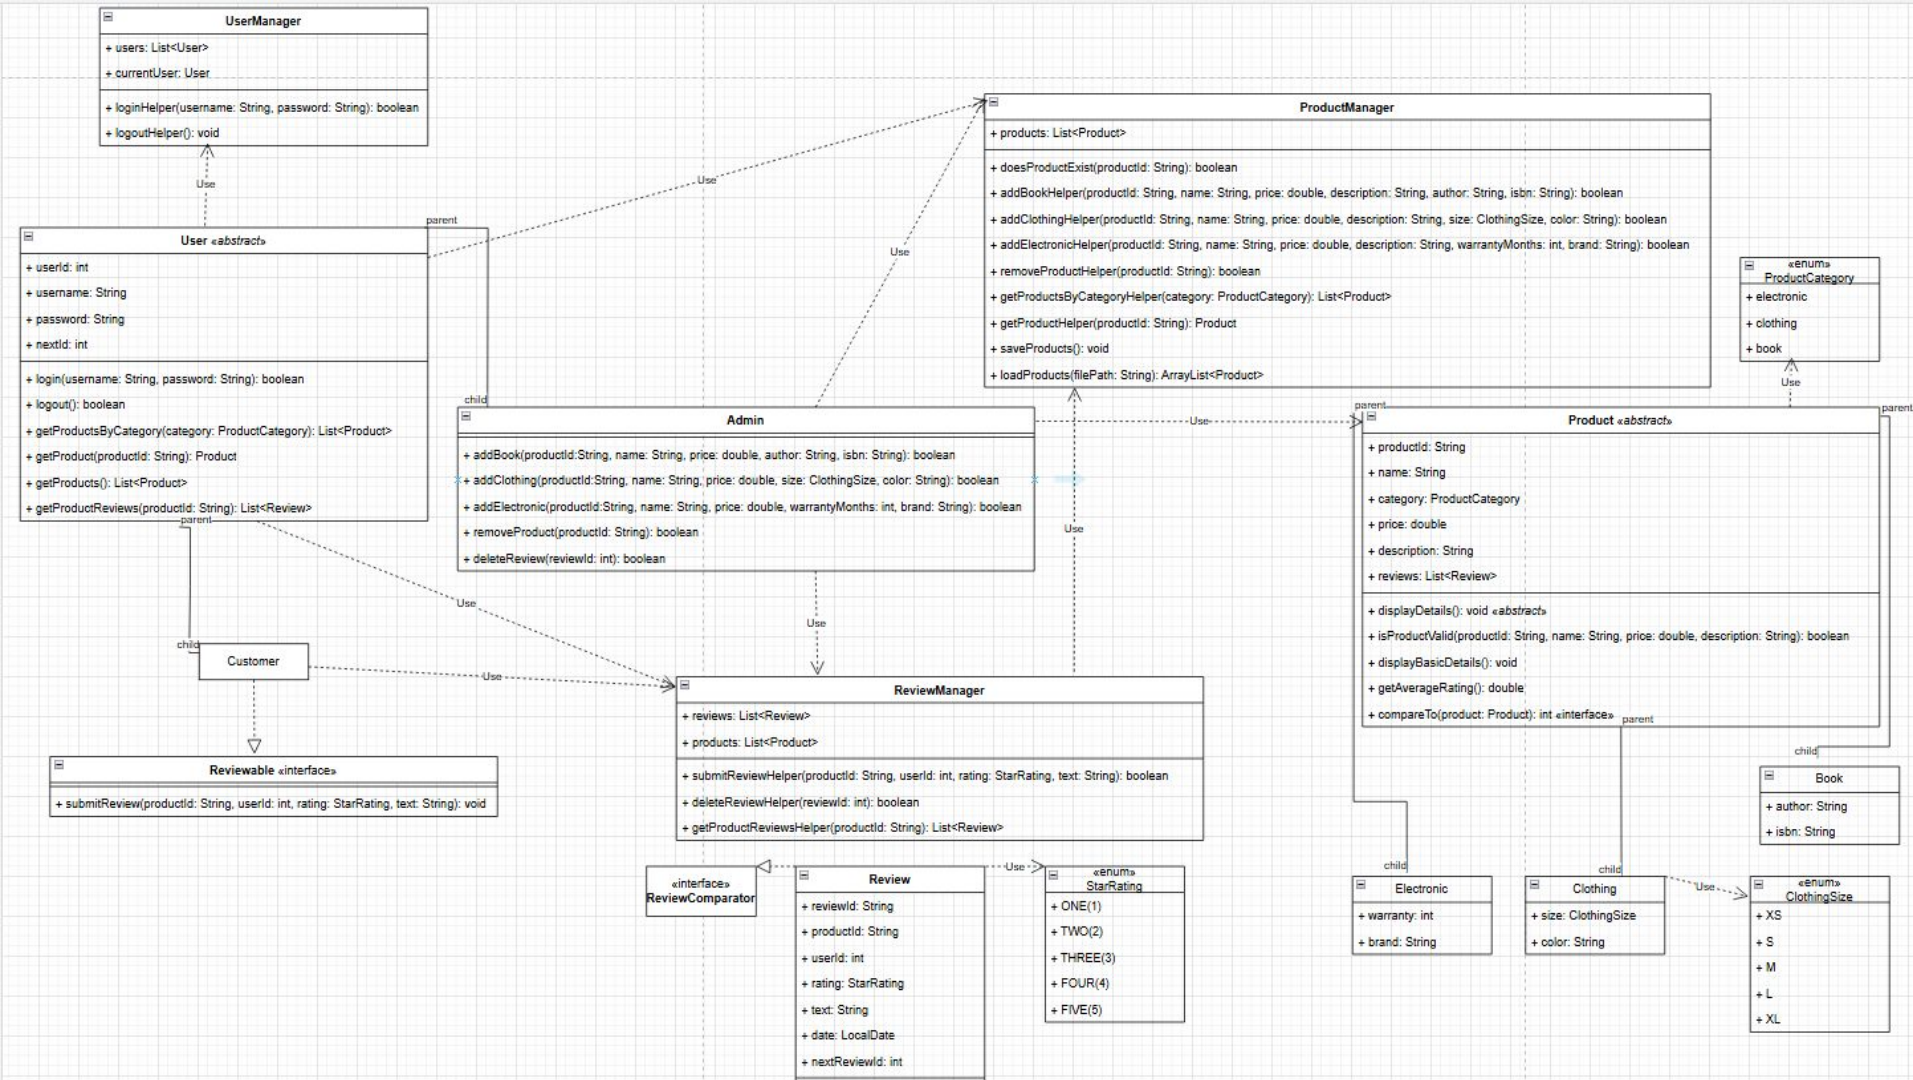 UserManager
+ users: List<User>
+ currentUser: User
+ loginHelper(username: String, password: String): boolean
+ logoutHelper(): void
Use
User «abstract»
+ userId: int
+ username: String
+ password: String
+ nextId: int
+ login(username: String, password: String): boolean
+ logout(): boolean
+ getProductsByCategory(category: ProductCategory): List<Product>
+ getProduct(productId: String): Product
+ getProducts(): List<Product>
+ getProductReviews(productId: String): List<Review>
parent
child
parent
child
Use
Use
Use
Use
ProductManager
+ products: List<Product>
+ doesProductExist(productId: String): boolean
+ addBookHelper(productId: String, name: String, price: double, description: String, author: String, isbn: String): boolean
+ addClothingHelper(productId: String, name: String, price: double, description: String, size: ClothingSize, color: String): boolean
+ addElectronicHelper(productId: String, name: String, price: double, description: String, warrantyMonths: int, brand: String): boolean
+ removeProductHelper(productId: String): boolean
+ getProductsByCategoryHelper(category: ProductCategory): List<Product>
+ getProductHelper(productId: String): Product
+ saveProducts(): void
+ loadProducts(filePath: String): ArrayList<Product>
«enum»
ProductCategory
+ electronic
+ clothing
+ book
Use
Admin
+ addBook(productId:String, name: String, price: double, author: String, isbn: String): boolean
+ addClothing(productId:String, name: String, price: double, size: ClothingSize, color: String): boolean
+ addElectronic(productId:String, name: String, price: double, warrantyMonths: int, brand: String): boolean
+ removeProduct(productId: String): boolean
+ deleteReview(reviewId: int): boolean
Use
Use
Use
parent
parent
Product «abstract»
+ productId: String
+ name: String
+ category: ProductCategory
+ price: double
+ description: String
+ reviews: List<Review>
+ displayDetails(): void «abstract»
+ isProductValid(productId: String, name: String, price: double, description: String): boolean
+ displayBasicDetails(): void
+ getAverageRating(): double
+ compareTo(product: Product): int «interface»
parent
Customer
Reviewable «interface»
+ submitReview(productId: String, userId: int, rating: StarRating, text: String): void
ReviewManager
+ reviews: List<Review>
+ products: List<Product>
+ submitReviewHelper(productId: String, userId: int, rating: StarRating, text: String): boolean
+ deleteReviewHelper(reviewId: int): boolean
+ getProductReviewsHelper(productId: String): List<Review>
child
Book
+ author: String
+ isbn: String
«interface»
ReviewComparator
Review
+ reviewId: String
+ productId: String
+ userId: int
+ rating: StarRating
+ text: String
+ date: LocalDate
+ nextReviewId: int
Use
«enum»
StarRating
+ ONE(1)
+ TWO(2)
+ THREE(3)
+ FOUR(4)
+ FIVE(5)
child
Electronic
+ warranty: int
+ brand: String
child
Clothing
+ size: ClothingSize
+ color: String
Use
«enum»
ClothingSize
+ XS
+ S
+ M
+ L
+ XL